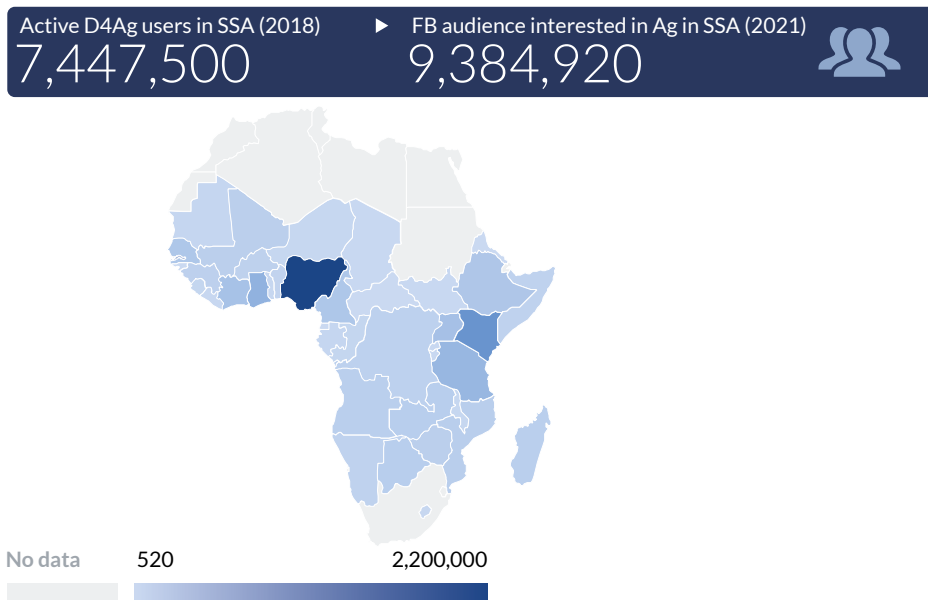 Active D4Ag users in SSA (2018) ▶ FB audience interested in Ag in SSA (2021)
7,447,500 9,384,920
No data 520 2,200,000